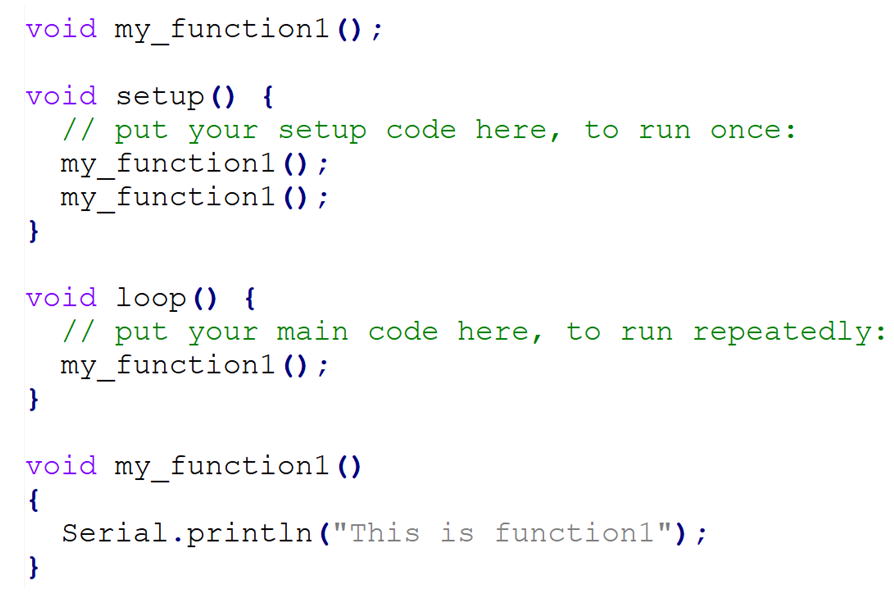 void my_function1();
void setup() {
// put your setup code here, to run once:
my_function1();
my_function1();
}
void loop() {
// put your main code here, to run repeatedly:
my_function1();
}
void my_function1()
{
Serial.println("This is function1");
}